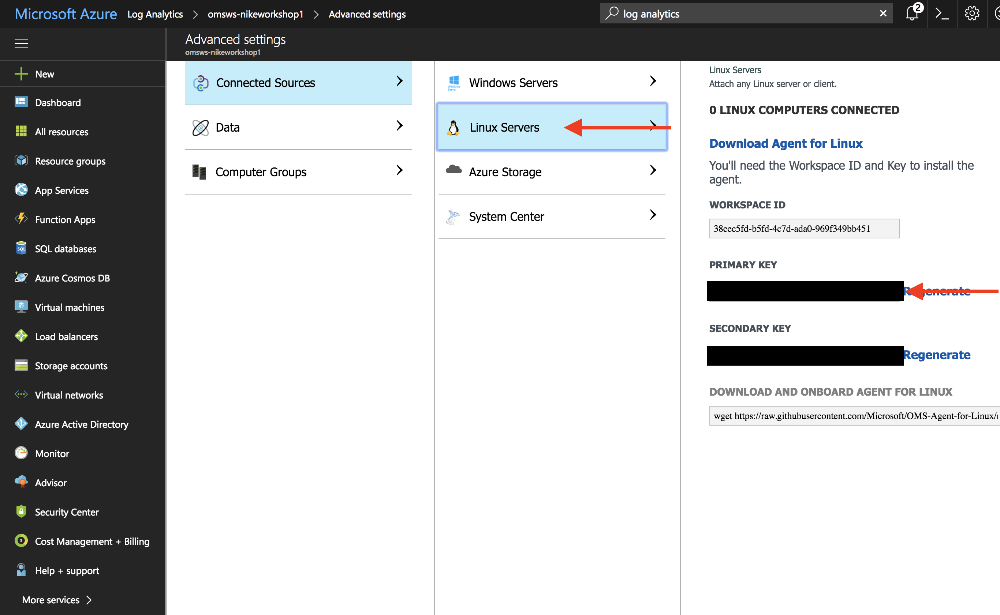 Microsoft Azure Log Analytics > omsws-nikeworkshop1 > Advanced settings
log analytics
2
Advanced settings
omsws-nikeworkshop1
New
Dashboard
All resources
Resource groups
App Services
Function Apps
SQL databases
Azure Cosmos DB
Virtual machines
Load balancers
Storage accounts
Virtual networks
Azure Active Directory
Monitor
Advisor
Security Center
Cost Management + Billing
Help + support
More services >
Connected Sources
Data
Computer Groups
Windows Servers
Linux Servers
Azure Storage
System Center
Linux Servers
Attach any Linux server or client.
0 LINUX COMPUTERS CONNECTED
Download Agent for Linux
You'll need the Workspace ID and Key to install the
agent.
WORKSPACE ID
38eec5fd-b5fd-4c7d-ada0-969f349bb451
PRIMARY KEY
Regenerate
SECONDARY KEY
Regenerate
DOWNLOAD AND ONBOARD AGENT FOR LINUX
wget https://raw.githubusercontent.com/Microsoft/OMS-Agent-for-Linux/